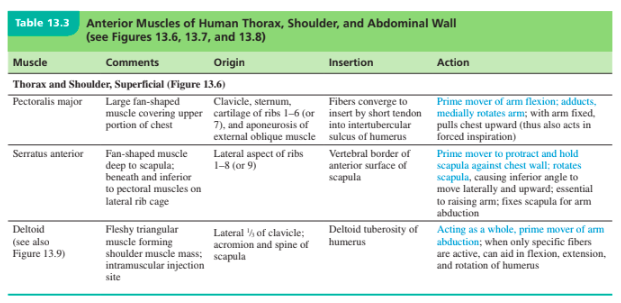 Table 13.3 Anterior Muscles of Human Thorax, Shoulder, and Abdominal Wall
(see Figures 13.6, 13.7, and 13.8)
Muscle Comments Origin Insertion Action
Thorax and Shoulder, Superficial (Figure 13.6)
Pectoralis major Large fan-shaped Clavicle, sternum, Fibers converge to Prime mover of arm flexion; adducts,
muscle covering upper cartilage of ribs 1–6 (or insert by short tendon medially rotates arm; with arm fixed,
portion of chest 7), and aponeurosis of into intertubercular pulls chest upward (thus also acts in
external oblique muscle sulcus of humerus forced inspiration)
Serratus anterior Fan-shaped muscle Lateral aspect of ribs Vertebral border of Prime mover to protract and hold
deep to scapula; 1–8 (or 9) anterior surface of scapula against chest wall; rotates
beneath and inferior scapula scapula, causing inferior angle to
to pectoral muscles on move laterally and upward; essential
lateral rib cage to raising arm; fixes scapula for arm
abduction
Deltoid Fleshy triangular Lateral ⅓ of clavicle; Deltoid tuberosity of Acting as a whole, prime mover of arm
(see also muscle forming acromion and spine of humerus abduction; when only specific fibers
Figure 13.9) shoulder muscle mass; scapula are active, can aid in flexion, extension,
intramuscular injection and rotation of humerus
site